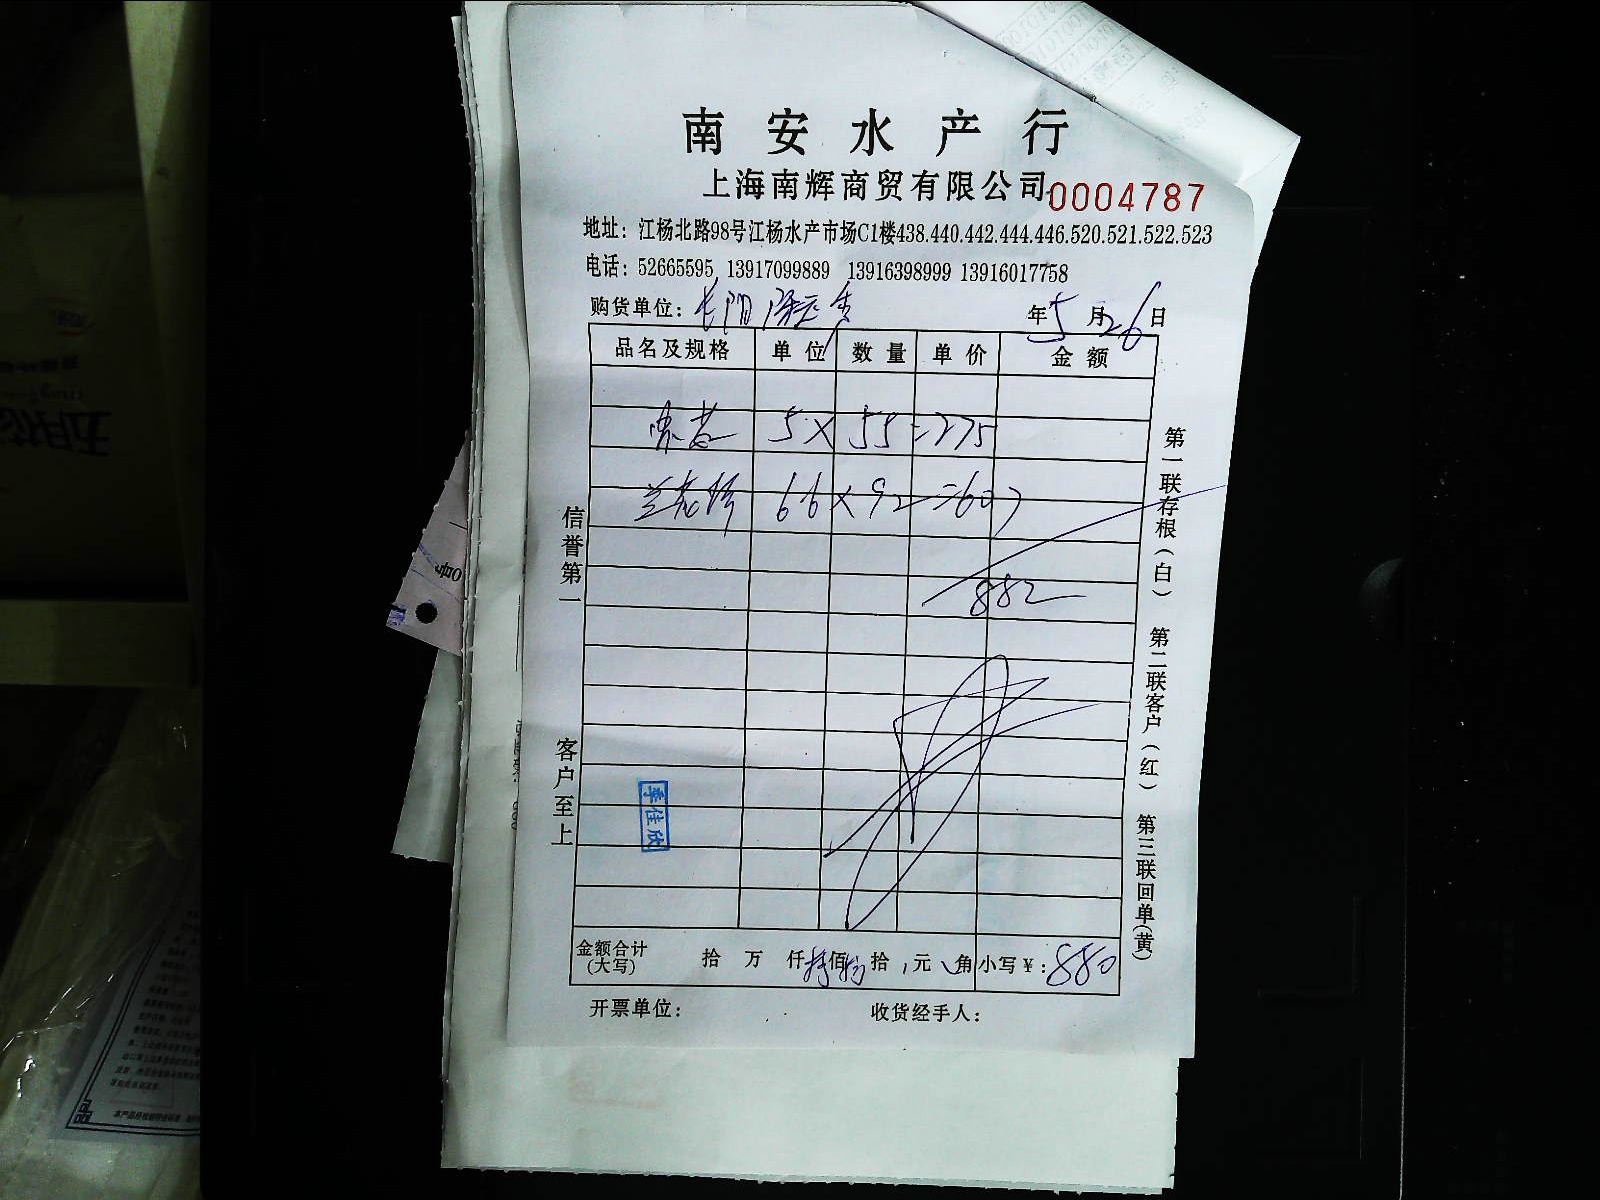 南安水产行
上海南辉商贸有限公司 0004787
地址：江杨北路98号江杨水产市场C1楼438.440.442.444.446.520.521.522.523
电话：52665595 13917099889 13916398999 13916017758
购货单位： 年5月26日
品名及规格 单位 数量 单价 金额
5×55=275
66×92=607
882
信誉第一
客户至上
季佳欣
第一联存根(白) 第二联客户(红) 第三联回单(黄)
金额合计(大写) 拾 万 仟 佰 拾 元 角 小写￥：880
开票单位： 收货经手人：